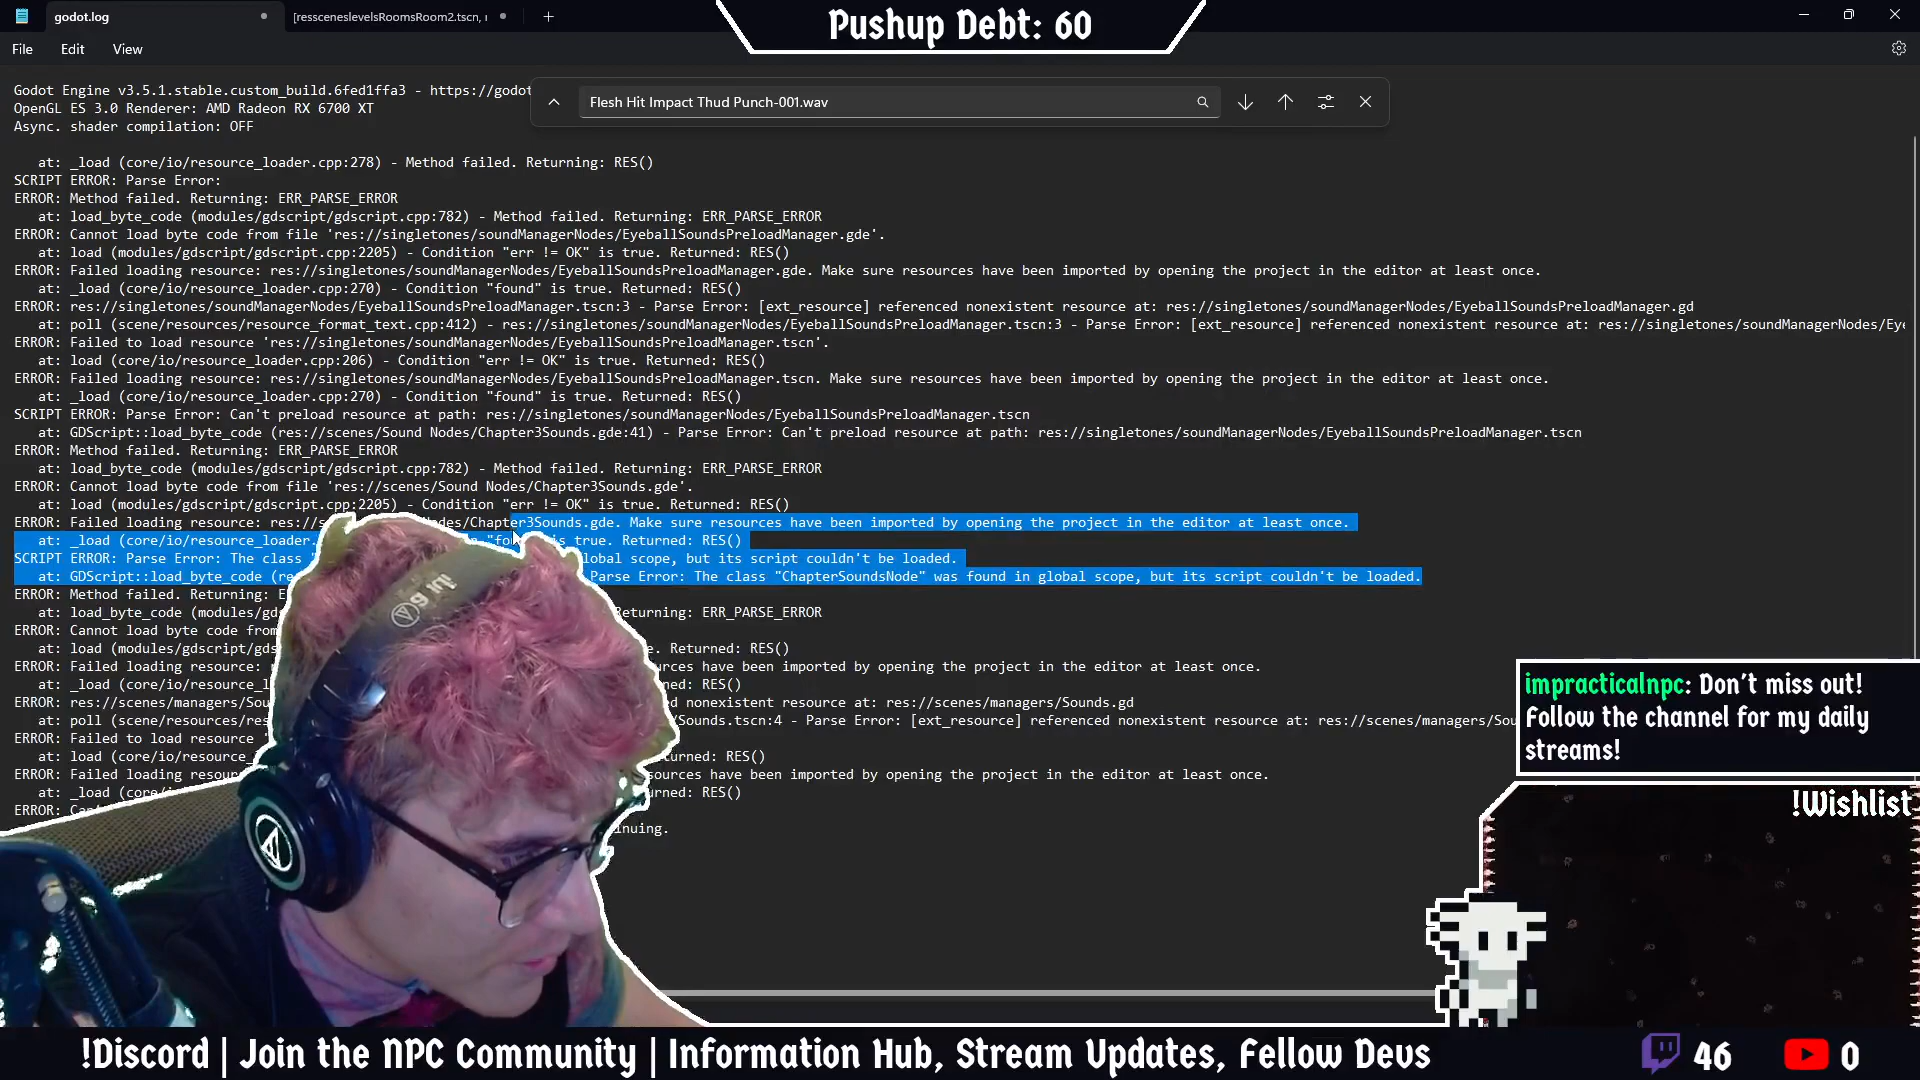 godot.log
[ressceneslevelsRoomsRoom2.tscn,
Pushup Debt: 60
File Edit View
Godot Engine v3.5.1.stable.custom_build.6fed1ffa3 - https://godot
Flesh Hit Impact Thud Punch-001.wav
OpenGL ES 3.0 Renderer: AMD Radeon RX 6700 XT
Async. shader compilation: OFF
at: _load (core/io/resource_loader.cpp:278) - Method failed. Returning: RES()
SCRIPT ERROR: Parse Error:
ERROR: Method failed. Returning: ERR_PARSE_ERROR
at: load_byte_code (modules/gdscript/gdscript.cpp:782) - Method failed. Returning: ERR_PARSE_ERROR
ERROR: Cannot load byte code from file 'res://singletones/soundManagerNodes/EyeballSoundsPreloadManager.gde'.
at: load (modules/gdscript/gdscript.cpp:2205) - Condition "err != OK" is true. Returned: RES()
ERROR: Failed loading resource: res://singletones/soundManagerNodes/EyeballSoundsPreloadManager.gde. Make sure resources have been imported by opening the project in the editor at least once.
at: _load (core/io/resource_loader.cpp:270) - Condition "found" is true. Returned: RES()
ERROR: res://singletones/soundManagerNodes/EyeballSoundsPreloadManager.tscn:3 - Parse Error: [ext_resource] referenced nonexistent resource at: res://singletones/soundManagerNodes/EyeballSoundsPreloadManager.gd
at: poll (scene/resources/resource_format_text.cpp:412) - res://singletones/soundManagerNodes/EyeballSoundsPreloadManager.tscn:3 - Parse Error: [ext_resource] referenced nonexistent resource at: res://singletones/soundManagerNodes/Eye
ERROR: Failed to load resource 'res://singletones/soundManagerNodes/EyeballSoundsPreloadManager.tscn'.
at: load (core/io/resource_loader.cpp:206) - Condition "err != OK" is true. Returned: RES()
ERROR: Failed loading resource: res://singletones/soundManagerNodes/EyeballSoundsPreloadManager.tscn. Make sure resources have been imported by opening the project in the editor at least once.
at: _load (core/io/resource_loader.cpp:270) - Condition "found" is true. Returned: RES()
SCRIPT ERROR: Parse Error: Can't preload resource at path: res://singletones/soundManagerNodes/EyeballSoundsPreloadManager.tscn
at: GDScript::load_byte_code (res://scenes/Sound Nodes/Chapter3Sounds.gde:41) - Parse Error: Can't preload resource at path: res://singletones/soundManagerNodes/EyeballSoundsPreloadManager.tscn
ERROR: Method failed. Returning: ERR_PARSE_ERROR
at: load_byte_code (modules/gdscript/gdscript.cpp:782) - Method failed. Returning: ERR_PARSE_ERROR
ERROR: Cannot load byte code from file 'res://scenes/Sound Nodes/Chapter3Sounds.gde'.
at: load (modules/gdscript/gdscript.cpp:2205) - Condition "err != OK" is true. Returned: RES()
ERROR: Failed loading resource: res://s Nodes/Chapter3Sounds.gde. Make sure resources have been imported by opening the project in the editor at least once.
at: _load (core/io/resource_loader. is true. Returned: RES()
SCRIPT ERROR: Parse Error: The class global scope, but its script couldn't be loaded.
at: GDScript::load_byte_code (re Parse Error: The class "ChapterSoundsNode" was found in global scope, but its script couldn't be loaded.
ERROR: Method failed. Returning:
at: load_byte_code (modules/gd Returning: ERR_PARSE_ERROR
ERROR: Cannot load byte code from
at: load (modules/gdscript/gd Returned: RES()
ERROR: Failed loading resource: have been imported by opening the project in the editor at least once.
at: _load (core/io/resource_l RES()
ERROR: res://scenes/managers/Sou nonexistent resource at: res://scenes/managers/Sounds.gd
at: poll (scene/resources/res /Sounds.tscn:4 - Parse Error: [ext_resource] referenced nonexistent resource at: res://scenes/managers/Sou
ERROR: Failed to load resource
at: load (core/io/resource_ RES()
ERROR: Failed loading resour have been imported by opening the project in the editor at least once.
at: _load RES()
ERROR:
impracticalnpc: Don't miss out!
Follow the channel for my daily
streams!
!Wishlist
!Discord | Join the NPC Community | Information Hub, Stream Updates, Fellow Devs
46
0